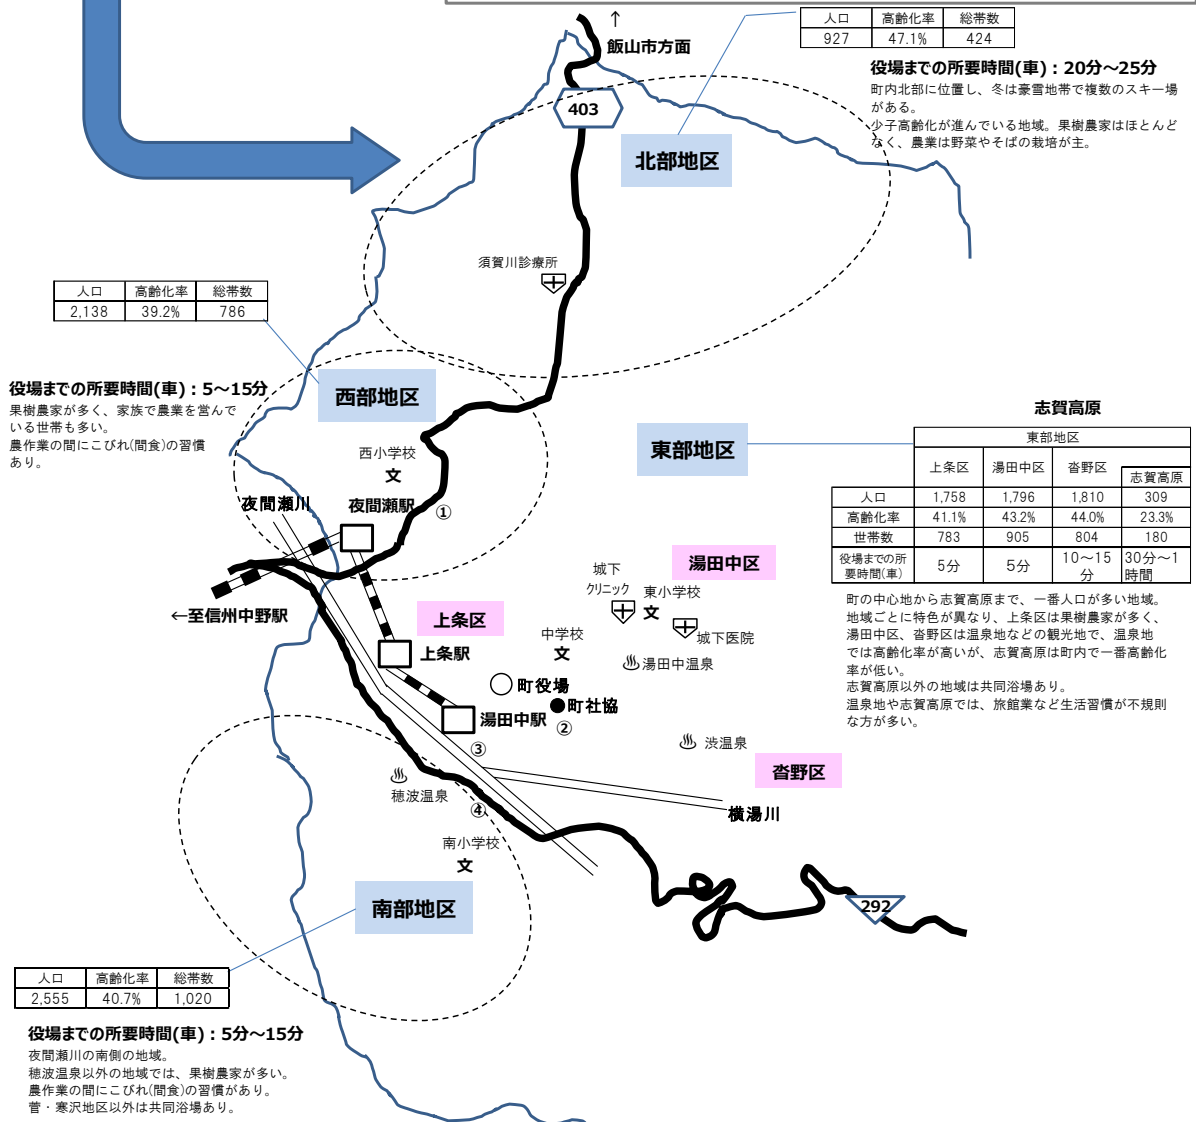 人口 高齢化率 総帯数
927 47.1% 424
↑
飯山市方面
役場までの所要時間(車)：20分～25分
町内北部に位置し、冬は豪雪地帯で複数のスキー場
がある。
少子高齢化が進んでいる地域。果樹農家はほとんど
なく、農業は野菜やそばの栽培が主。
403
北部地区
須賀川診療所
人口 高齢化率 総帯数
2,138 39.2% 786
役場までの所要時間(車)：5～15分
果樹農家が多く、家族で農業を営んで
いる世帯も多い。
農作業の間にこびれ(間食)の習慣
あり。
西部地区
西小学校
文
夜間瀬川
夜間瀬駅
①
東部地区
志賀高原
東部地区
上条区 湯田中区 沓野区 志賀高原
人口 1,758 1,796 1,810 309
高齢化率 41.1% 43.2% 44.0% 23.3%
世帯数 783 905 804 180
役場までの所
要時間(車) 5分 5分 10～15
分 30分～1
時間
町の中心地から志賀高原まで、一番人口が多い地域。
地域ごとに特色が異なり、上条区は果樹農家が多く、
湯田中区、沓野区は温泉地などの観光地で、温泉地
では高齢化率が高いが、志賀高原は町内で一番高齢化
率が低い。
志賀高原以外の地域は共同浴場あり。
温泉地や志賀高原では、旅館業など生活習慣が不規則
な方が多い。
湯田中区
城下
クリニック
東小学校
文
城下医院
←至信州中野駅
上条区
上条駅
中学校
文
湯田中温泉
町役場
町社協
②
湯田中駅
③
渋温泉
沓野区
穂波温泉
④
横湯川
南小学校
文
292
南部地区
人口 高齢化率 総帯数
2,555 40.7% 1,020
役場までの所要時間(車)：5分～15分
夜間瀬川の南側の地域。
穂波温泉以外の地域では、果樹農家が多い。
農作業の間にこびれ(間食)の習慣があり。
菅・寒沢地区以外は共同浴場あり。